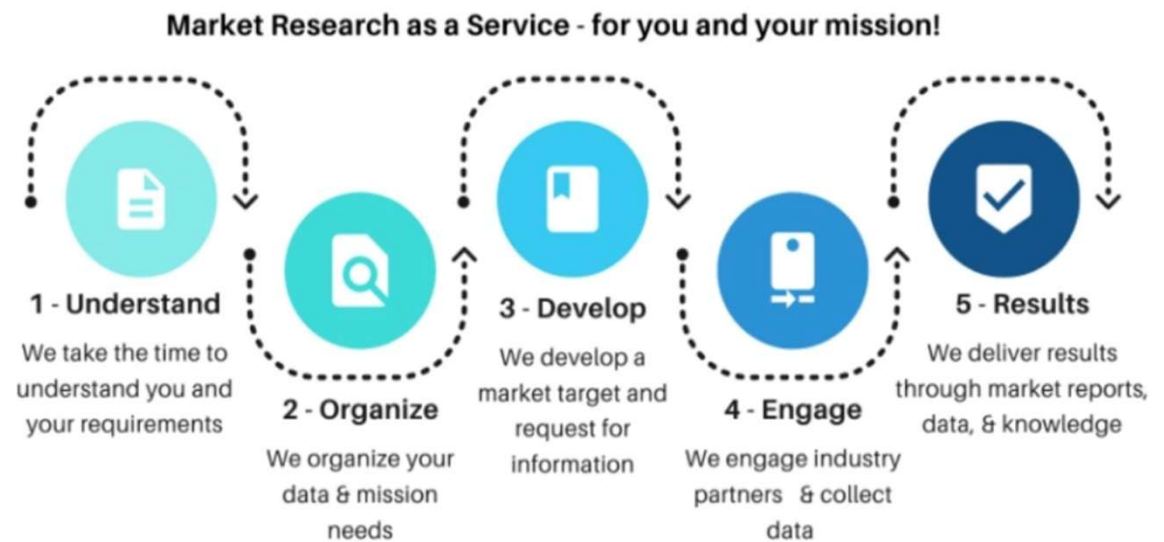 Market Research as a Service - for you and your mission!
1 - Understand
We take the time to
understand you and
your requirements
2 - Organize
We organize your
data & mission
needs
3 - Develop
We develop a
market target and
request for
information
4 - Engage
We engage industry
partners & collect
data
5 - Results
We deliver results
through market reports,
data, & knowledge